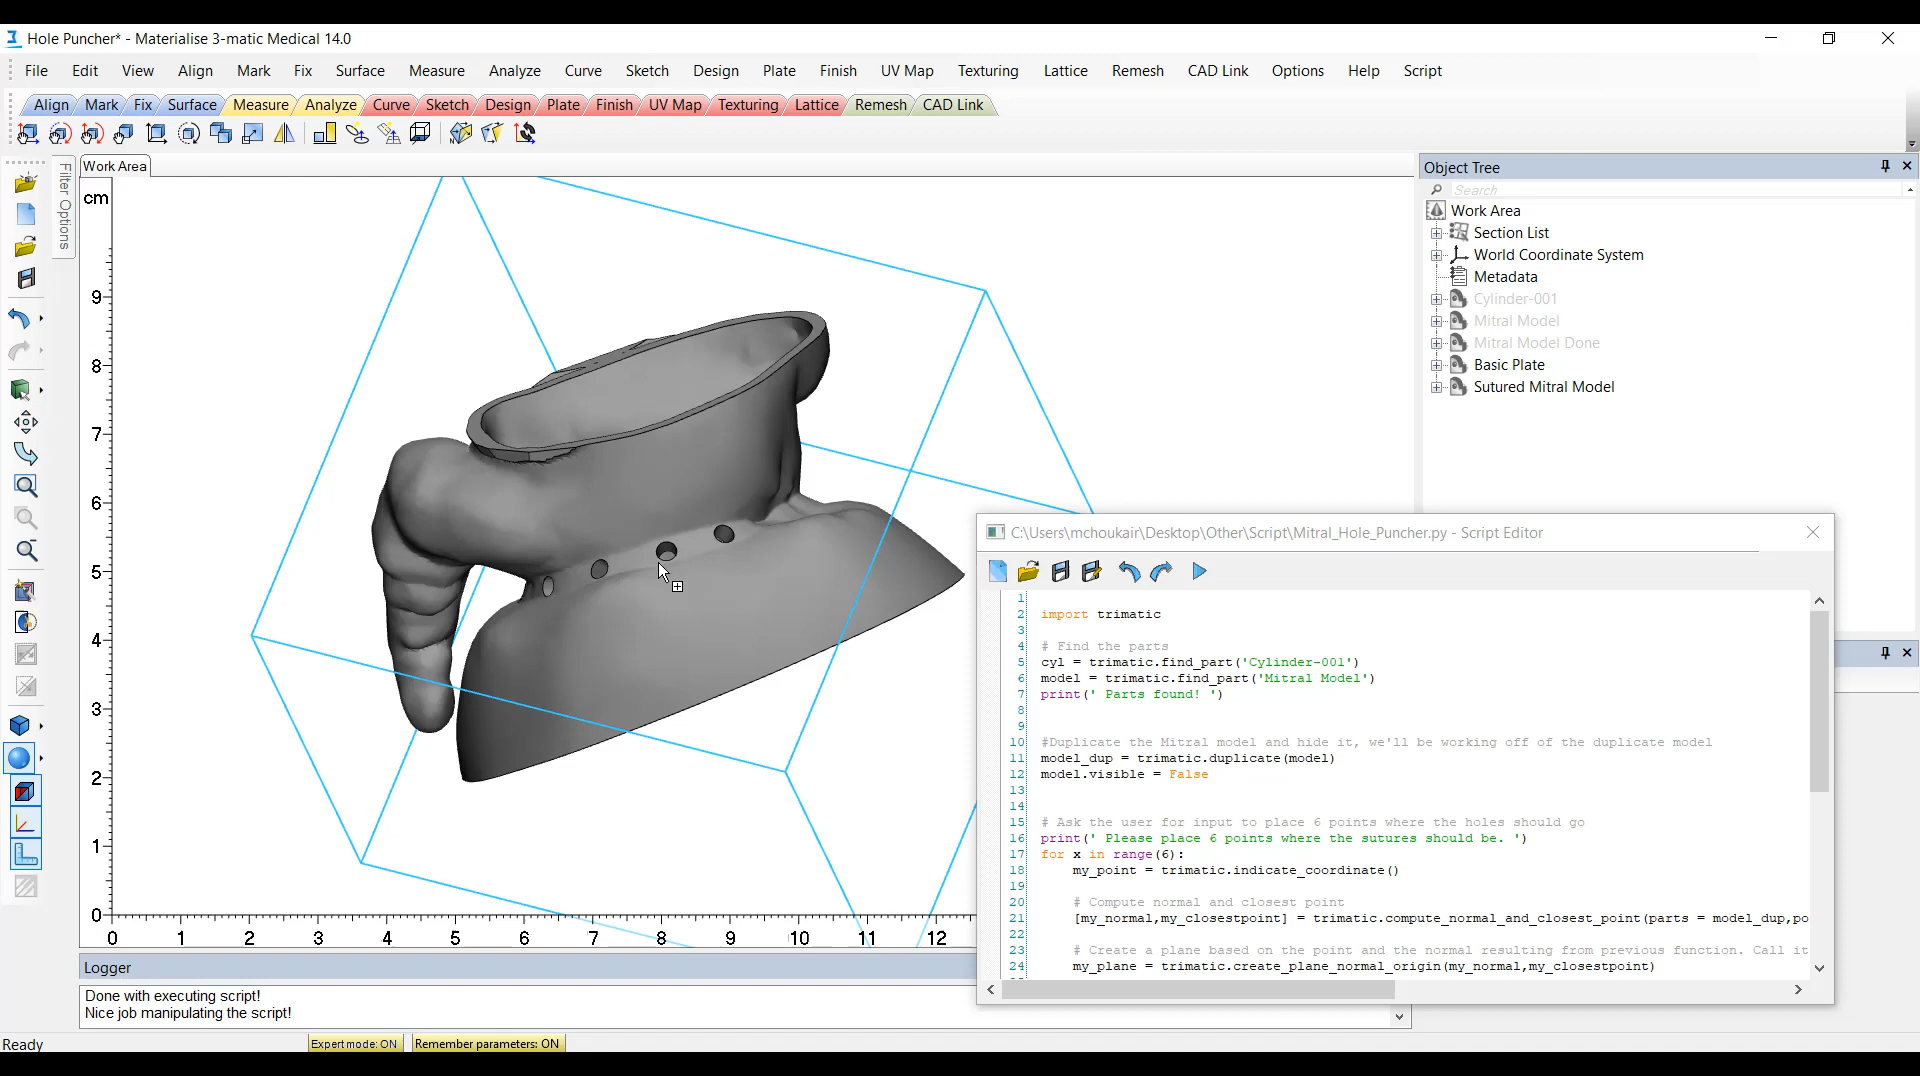 Hole Puncher* - Materialise 3-matic Medical 14.0
File Edit View Align Mark Fix Surface Measure Analyze Curve Sketch Design Plate Finish UV Map Texturing Lattice Remesh CAD Link Options Help Script
Align Mark Fix Surface Measure Analyze Curve Sketch Design Plate Finish UV Map Texturing Lattice Remesh CAD Link
Filter Options
Work Area
cm
9
8
7
6
5
4
3
2
1
0
0 1 2 3 4 5 6 7 8 9 10 11 12
Object Tree
Search
Work Area
Section List
World Coordinate System
Metadata
Cylinder-001
Mitral Model
Mitral Model Done
Basic Plate
Sutured Mitral Model
C:\Users\mchoukair\Desktop\Other\Script\Mitral_Hole_Puncher.py - Script Editor
1
2 import trimatic
3
4 # Find the parts
5 cyl = trimatic.find_part('Cylinder-001')
6 model = trimatic.find_part('Mitral Model')
7 print(' Parts found! ')
8
9
10 #Duplicate the Mitral model and hide it, we'll be working off of the duplicate model
11 model_dup = trimatic.duplicate(model)
12 model.visible = False
13
14
15 # Ask the user for input to place 6 points where the holes should go
16 print(' Please place 6 points where the sutures should be. ')
17 for x in range(6):
18 my_point = trimatic.indicate_coordinate()
19
20 # Compute normal and closest point
21 [my_normal,my_closestpoint] = trimatic.compute_normal_and_closest_point(parts = model_dup,po
22
23 # Create a plane based on the point and the normal resulting from previous function. Call it
24 my_plane = trimatic.create_plane_normal_origin(my_normal,my_closestpoint)
Logger
Done with executing script!
Nice job manipulating the script!
Ready
Expert mode: ON
Remember parameters: ON